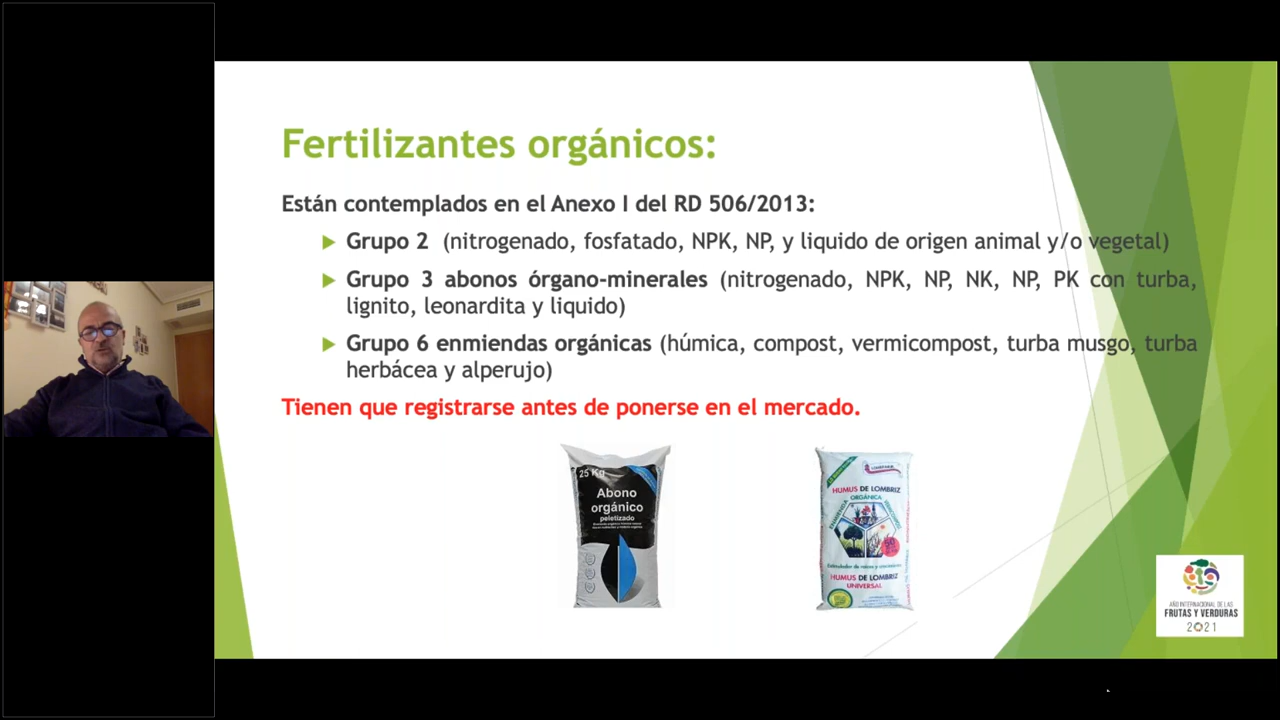 Fertilizantes orgánicos:
Están contemplados en el Anexo I del RD 506/2013:
Grupo 2 (nitrogenado, fosfatado, NPK, NP, y liquido de origen animal y/o vegetal)
Grupo 3 abonos órgano-minerales (nitrogenado, NPK, NP, NK, NP, PK con turba,
lignito, leonardita y liquido)
Grupo 6 enmiendas orgánicas (húmica, compost, vermicompost, turba musgo, turba
herbácea y alperujo)
Tienen que registrarse antes de ponerse en el mercado.
25 Kg
Abono
orgánico
peletizado
HUMUS DE LOMBRIZ
ORGÁNICA
HUMUS DE LOMBRIZ
UNIVERSAL
AÑO INTERNACIONAL DE LAS
FRUTAS Y VERDURAS
2021